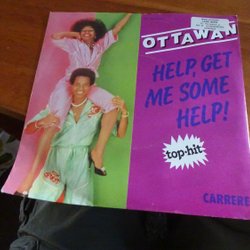 OTTAWAN
HELP, GET
ME SOME
HELP!
top-hit
CARRERE